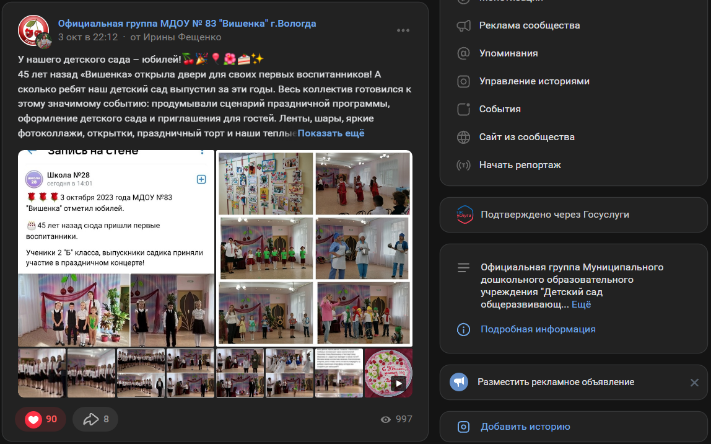 Официальная группа МДОУ № 83 "Вишенка" г.Вологда
3 окт в 22:12 · от Ирины Фещенко
У нашего детского сада – юбилей!
45 лет назад «Вишенка» открыла двери для своих первых воспитанников! А
сколько ребят наш детский сад выпустил за эти годы. Весь коллектив готовился к
этому значимому событию: продумывали сценарий праздничной программы,
оформление детского сада и приглашения для гостей. Ленты, шары, яркие
фотоколлажи, открытки, праздничный торт и наши теплые Показать ещё
Запись на стене
Школа №28
сегодня в 14:01
3 октября 2023 года МДОУ №83
"Вишенка" отметил юбилей.
45 лет назад сюда пришли первые
воспитанники.
Ученики 2 "Б" класса, выпускники садика приняли
участие в праздничном концерте!
90
8
997
Монетизация
Реклама сообщества
Упоминания
Управление историями
События
Сайт из сообщества
Начать репортаж
Подтверждено через Госуслуги
Официальная группа Муниципального
дошкольного образовательного
учреждения "Детский сад
общеразвивающ... Ещё
Подробная информация
Разместить рекламное объявление
Добавить историю